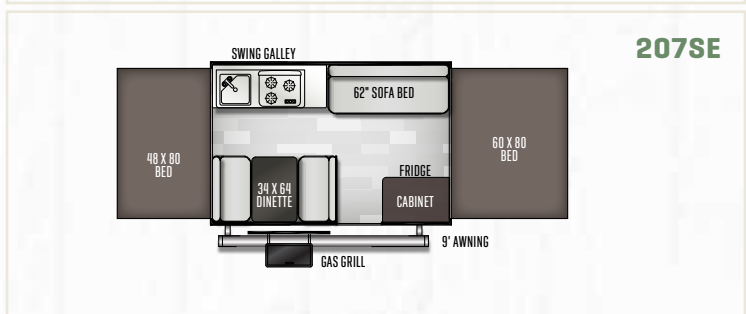 207SE
SWING GALLEY
62" SOFA BED
48 X 80
BED
60 X 80
BED
FRIDGE
34 X 64
DINETTE
CABINET
9' AWNING
GAS GRILL